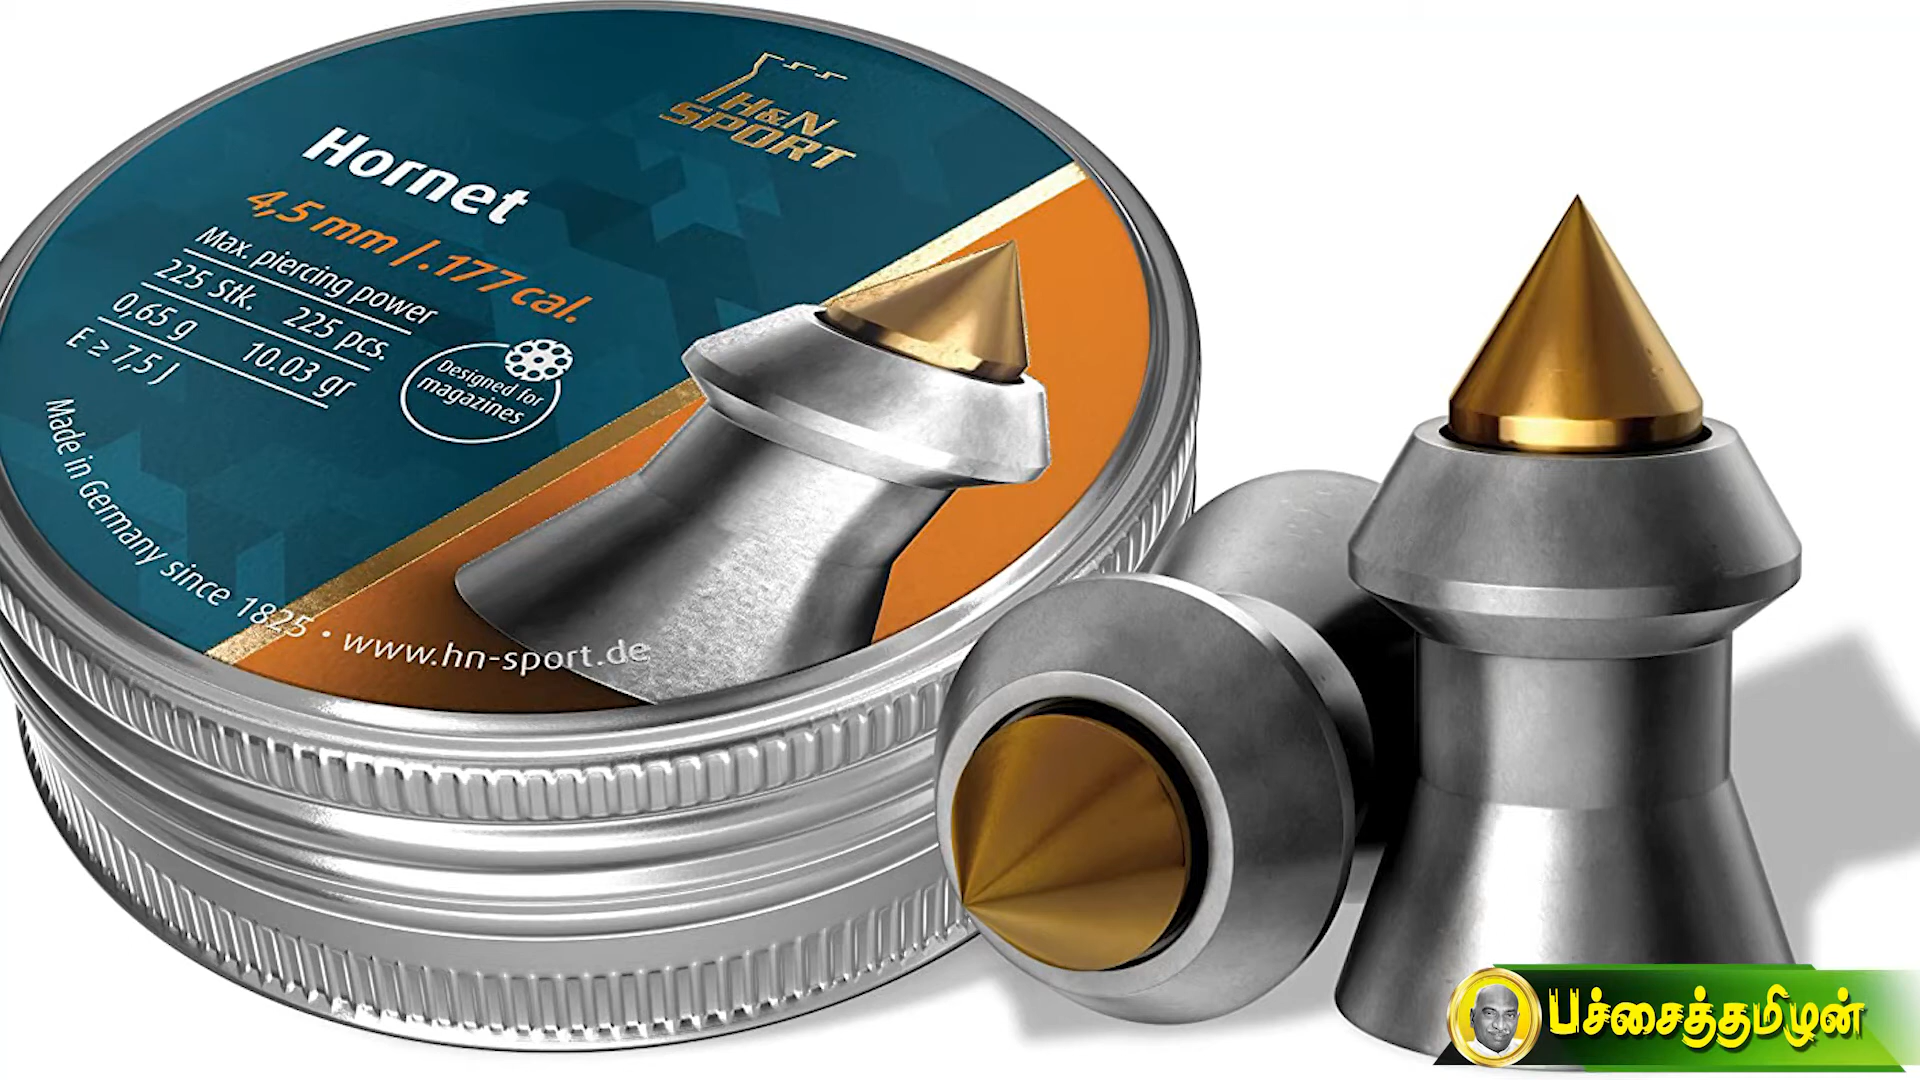 H&N
SPORT
Hornet
4,5 mm / .177 cal.
Max. piercing power
225 Stk. 225 pcs.
0,65 g 10.03 gr
E ≥ 7,5 J
Designed for
magazines
Made in Germany since 1825 • www.hn-sport.de
பச்சைத்தமிழன்